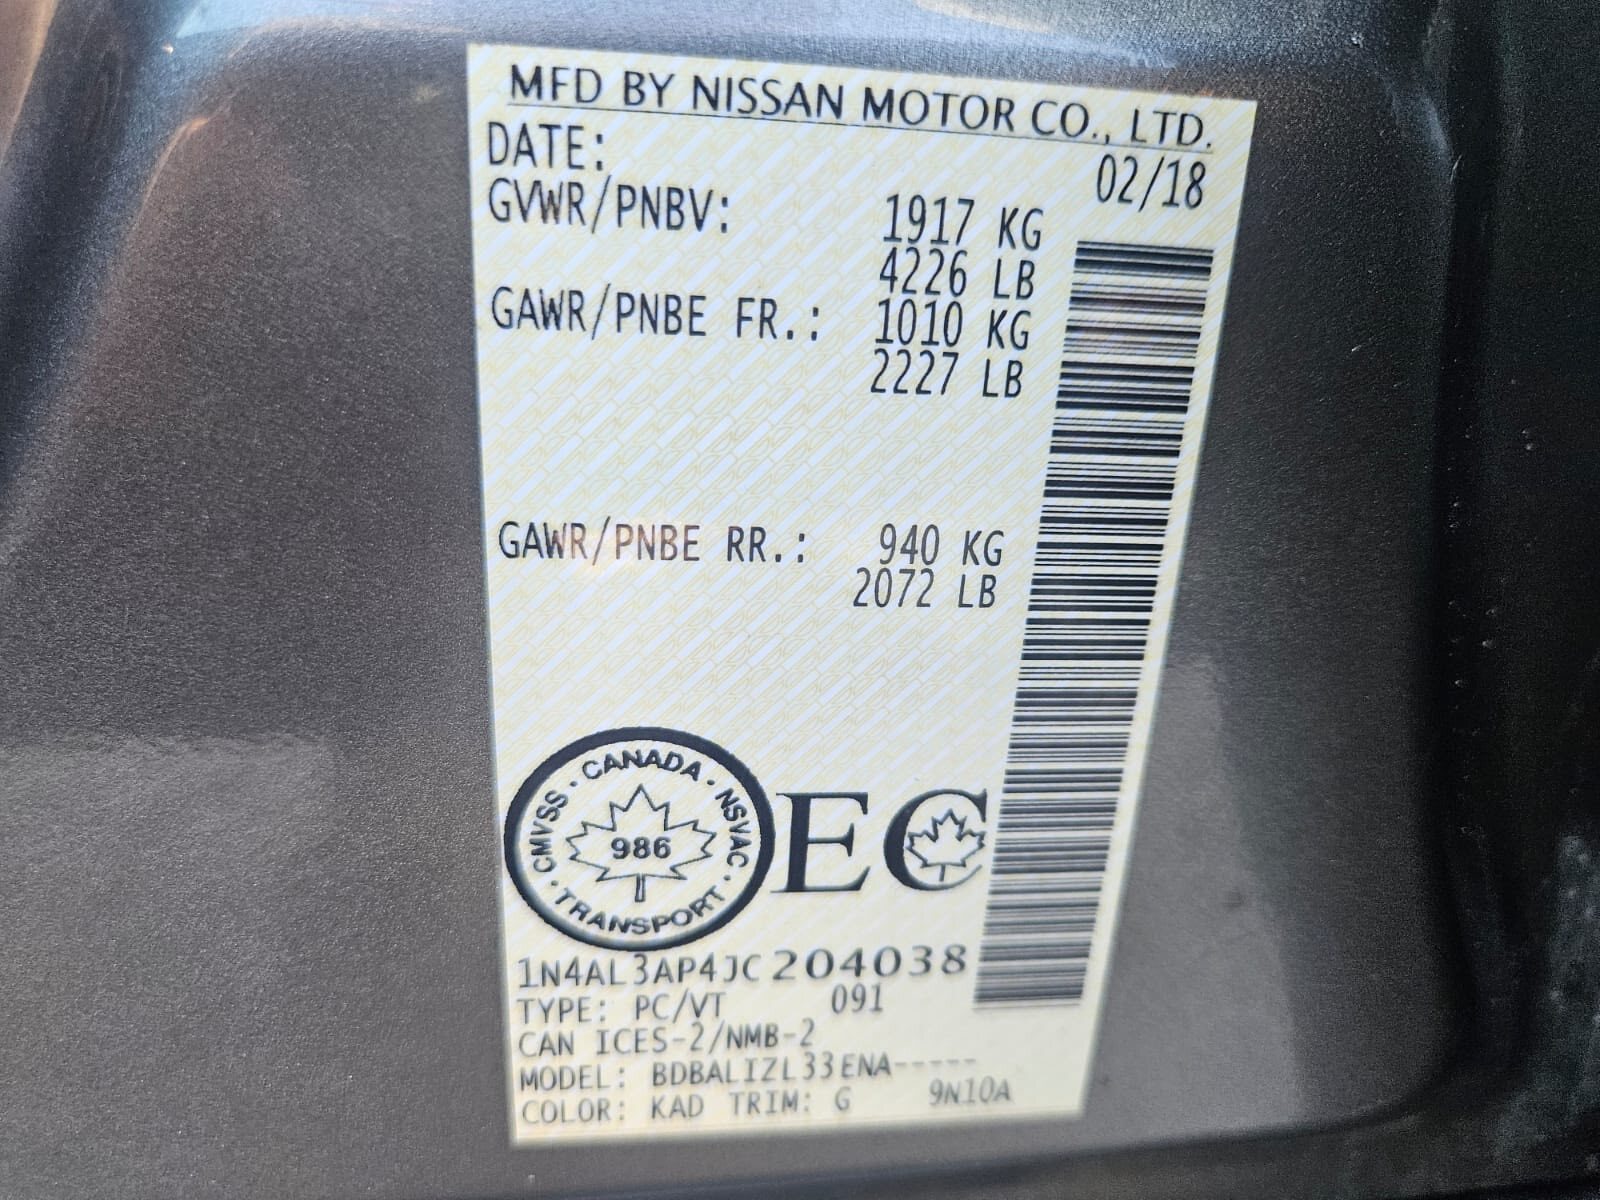 MFD BY NISSAN MOTOR CO., LTD.
DATE: 02/18
GVWR/PNBV: 1917 KG
4226 LB
GAWR/PNBE FR.: 1010 KG
2227 LB
GAWR/PNBE RR.: 940 KG
2072 LB
CANADA · NSVAC · TRANSPORT · CMVSS ·
986
EC
1N4AL3AP4JC204038
TYPE: PC/VT 091
CAN ICES-2/NMB-2
MODEL: BDBALIZL33ENA-----
COLOR: KAD TRIM: G 9N10A